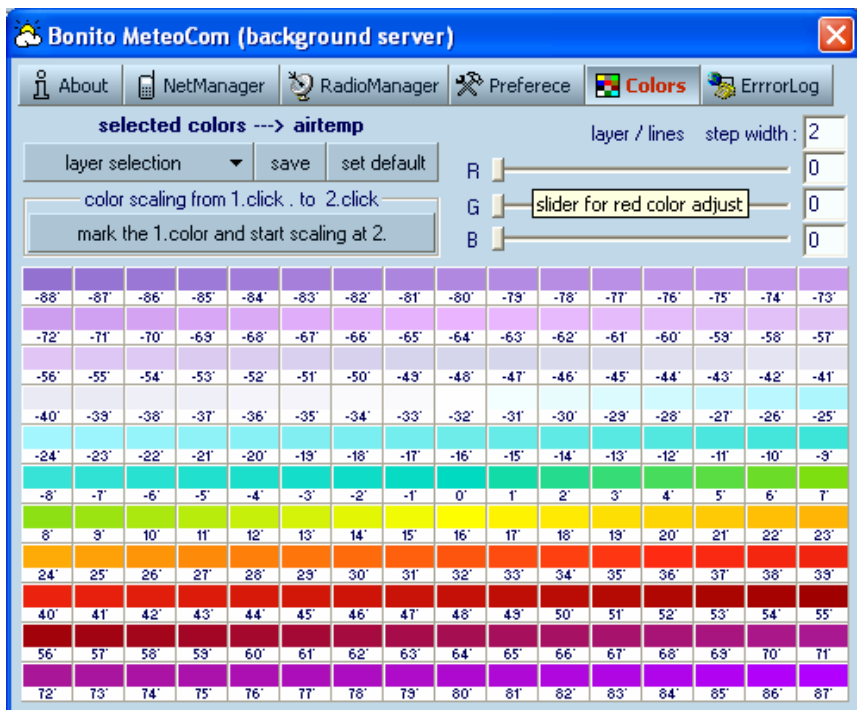 Bonito MeteoCom (background server)
About NetManager RadioManager Preferece Colors ErrrorLog
selected colors ---> airtemp
layer / lines step width : 2
layer selection save set default
R 0
color scaling from 1.click . to 2.click
G slider for red color adjust 0
mark the 1.color and start scaling at 2.
B 0
-88° -87° -86° -85° -84° -83° -82° -81° -80° -79° -78° -77° -76° -75° -74° -73°
-72° -71° -70° -69° -68° -67° -66° -65° -64° -63° -62° -61° -60° -59° -58° -57°
-56° -55° -54° -53° -52° -51° -50° -49° -48° -47° -46° -45° -44° -43° -42° -41°
-40° -39° -38° -37° -36° -35° -34° -33° -32° -31° -30° -29° -28° -27° -26° -25°
-24° -23° -22° -21° -20° -19° -18° -17° -16° -15° -14° -13° -12° -11° -10° -9°
-8° -7° -6° -5° -4° -3° -2° -1° 0° 1° 2° 3° 4° 5° 6° 7°
8° 9° 10° 11° 12° 13° 14° 15° 16° 17° 18° 19° 20° 21° 22° 23°
24° 25° 26° 27° 28° 29° 30° 31° 32° 33° 34° 35° 36° 37° 38° 39°
40° 41° 42° 43° 44° 45° 46° 47° 48° 49° 50° 51° 52° 53° 54° 55°
56° 57° 58° 59° 60° 61° 62° 63° 64° 65° 66° 67° 68° 69° 70° 71°
72° 73° 74° 75° 76° 77° 78° 79° 80° 81° 82° 83° 84° 85° 86° 87°